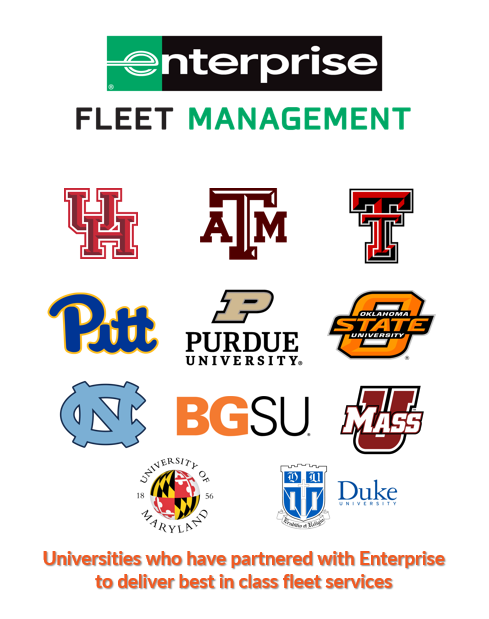 enterprise®
FLEET MANAGEMENT
UH
ATM
TT
Pitt
P
PURDUE
UNIVERSITY®
OKLAHOMA
STATE
UNIVERSITY
®
NC
BGSU.
U
MASS
UNIVERSITY OF
18 56
MARYLAND
D U
Eruditio et Religio
Duke
UNIVERSITY
Universities who have partnered with Enterprise
to deliver best in class fleet services